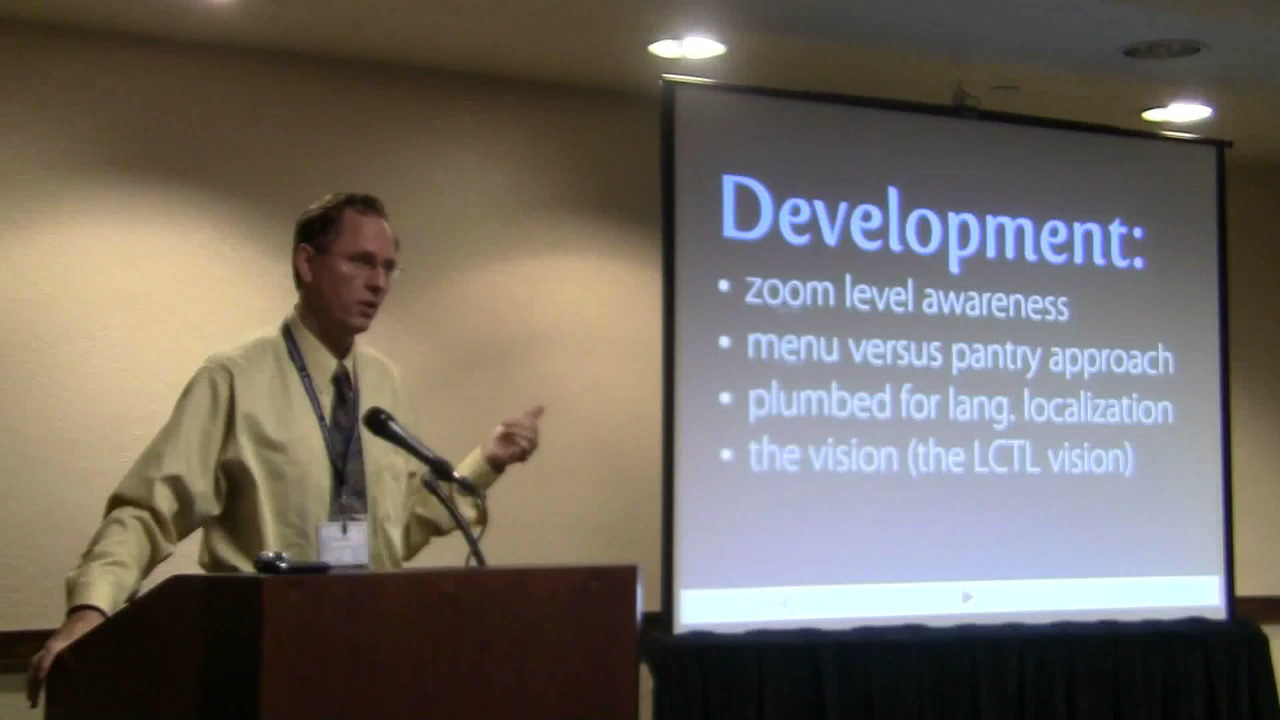 Development:
• zoom level awareness
• menu versus pantry approach
• plumbed for lang. localization
• the vision (the LCTL vision)